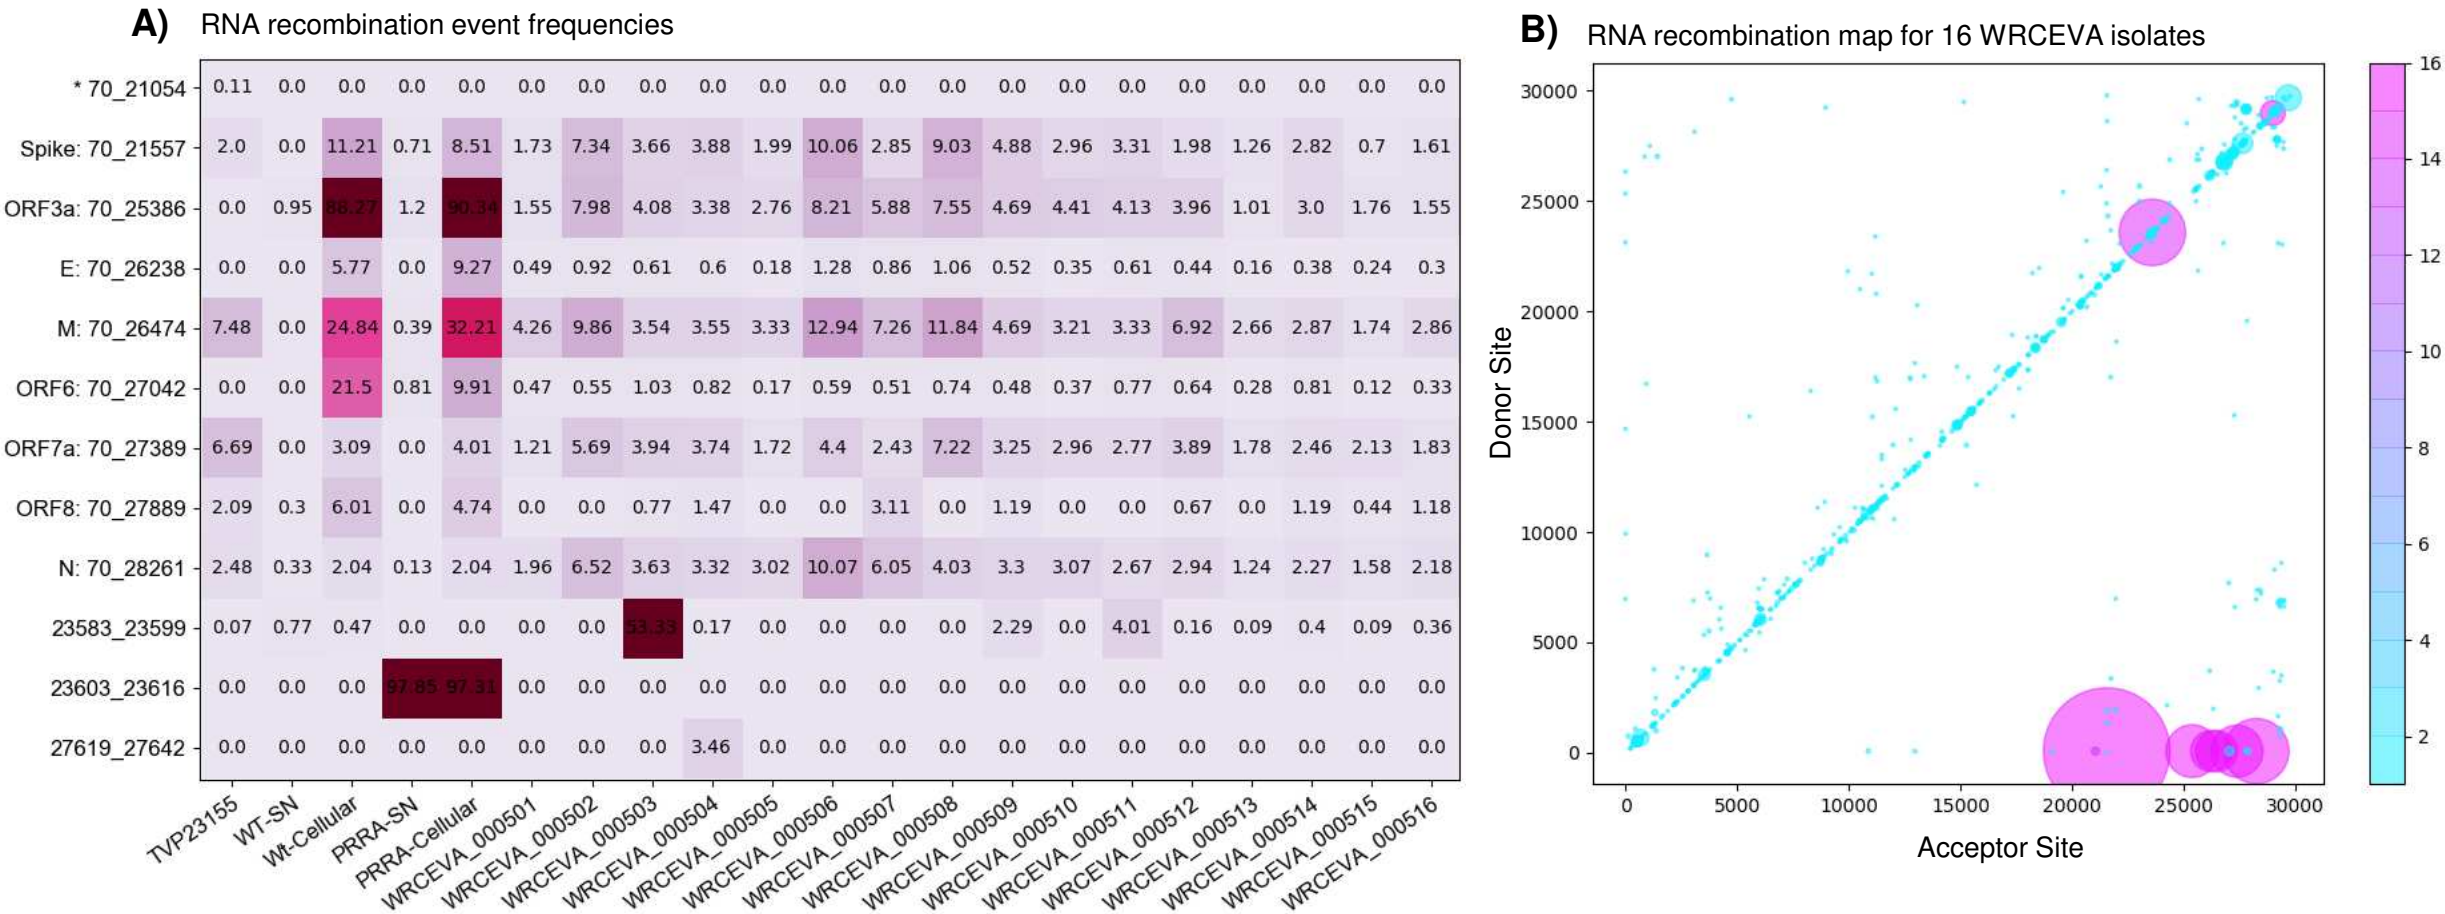 A) RNA recombination event frequencies
* 70_21054 0.11 0.0 0.0 0.0 0.0 0.0 0.0 0.0 0.0 0.0 0.0 0.0 0.0 0.0 0.0 0.0 0.0 0.0 0.0 0.0 0.0
Spike: 70_21557 2.0 0.0 11.21 0.71 8.51 1.73 7.34 3.66 3.88 1.99 10.06 2.85 9.03 4.88 2.96 3.31 1.98 1.26 2.82 0.7 1.61
ORF3a: 70_25386 0.0 0.95 88.27 1.2 90.34 1.55 7.98 4.08 3.38 2.76 8.21 5.88 7.55 4.69 4.41 4.13 3.96 1.01 3.0 1.76 1.55
E: 70_26238 0.0 0.0 5.77 0.0 9.27 0.49 0.92 0.61 0.6 0.18 1.28 0.86 1.06 0.52 0.35 0.61 0.44 0.16 0.38 0.24 0.3
M: 70_26474 7.48 0.0 24.84 0.39 32.21 4.26 9.86 3.54 3.55 3.33 12.94 7.26 11.84 4.69 3.21 3.33 6.92 2.66 2.87 1.74 2.86
ORF6: 70_27042 0.0 0.0 21.5 0.81 9.91 0.47 0.55 1.03 0.82 0.17 0.59 0.51 0.74 0.48 0.37 0.77 0.64 0.28 0.81 0.12 0.33
ORF7a: 70_27389 6.69 0.0 3.09 0.0 4.01 1.21 5.69 3.94 3.74 1.72 4.4 2.43 7.22 3.25 2.96 2.77 3.89 1.78 2.46 2.13 1.83
ORF8: 70_27889 2.09 0.3 6.01 0.0 4.74 0.0 0.0 0.77 1.47 0.0 0.0 3.11 0.0 1.19 0.0 0.0 0.67 0.0 1.19 0.44 1.18
N: 70_28261 2.48 0.33 2.04 0.13 2.04 1.96 6.52 3.63 3.32 3.02 10.07 6.05 4.03 3.3 3.07 2.67 2.94 1.24 2.27 1.58 2.18
23583_23599 0.07 0.77 0.47 0.0 0.0 0.0 0.0 53.33 0.17 0.0 0.0 0.0 0.0 2.29 0.0 4.01 0.16 0.09 0.4 0.09 0.36
23603_23616 0.0 0.0 0.0 97.85 97.31 0.0 0.0 0.0 0.0 0.0 0.0 0.0 0.0 0.0 0.0 0.0 0.0 0.0 0.0 0.0 0.0
27619_27642 0.0 0.0 0.0 0.0 0.0 0.0 0.0 0.0 3.46 0.0 0.0 0.0 0.0 0.0 0.0 0.0 0.0 0.0 0.0 0.0 0.0
TVP23155
WT-SN
Wt-Cellular
PRRA-SN
PRRA-Cellular
WRCEVA_000501
WRCEVA_000502
WRCEVA_000503
WRCEVA_000504
WRCEVA_000505
WRCEVA_000506
WRCEVA_000507
WRCEVA_000508
WRCEVA_000509
WRCEVA_000510
WRCEVA_000511
WRCEVA_000512
WRCEVA_000513
WRCEVA_000514
WRCEVA_000515
WRCEVA_000516
B) RNA recombination map for 16 WRCEVA isolates
Donor Site
30000
25000
20000
15000
10000
5000
0
0 5000 10000 15000 20000 25000 30000
Acceptor Site
16
14
12
10
8
6
4
2